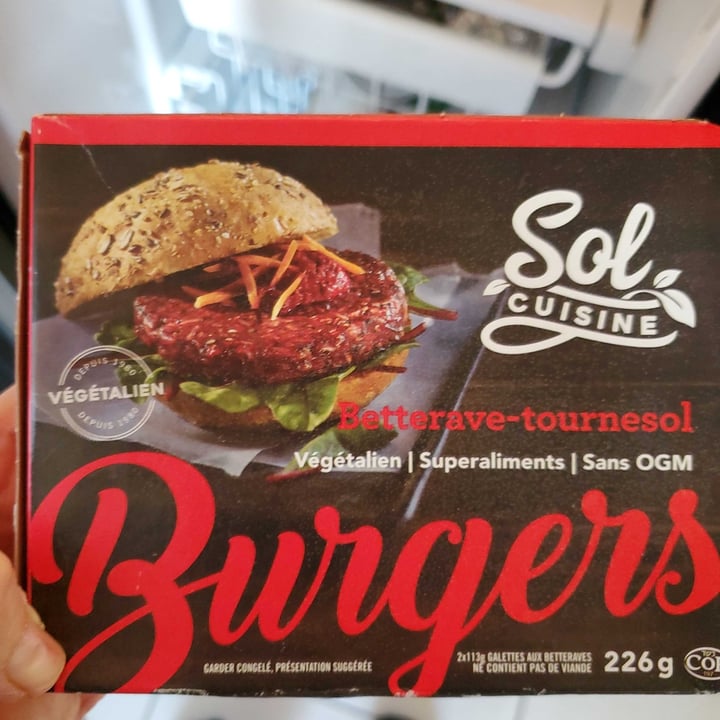 Sol
CUISINE
DEPUIS 1980
VÉGÉTALIEN
DEPUIS 1980
Betterave-tournesol
Végétalien | Superaliments | Sans OGM
Burgers
GARDER CONGELÉ, PRÉSENTATION SUGGÉRÉE
2x113g GALETTES AUX BETTERAVES
NE CONTIENT PAS DE VIANDE
226 g